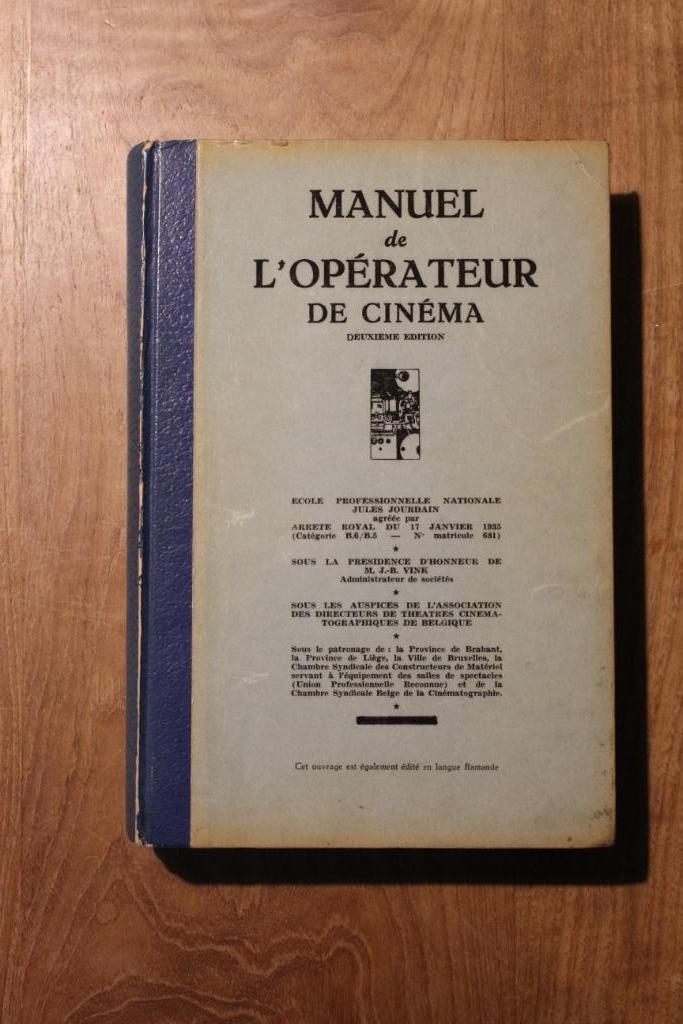 MANUEL
de
L'OPÉRATEUR
DE CINÉMA
DEUXIEME EDITION
ECOLE PROFESSIONNELLE NATIONALE
JULES JOURDAIN
agréée par
ARRETE ROYAL DU 17 JANVIER 1935
(Catégorie B.6/B.5 — N° matricule 681)
★
SOUS LA PRESIDENCE D'HONNEUR DE
M. J.-B. VINK
Administrateur de sociétés
★
SOUS LES AUSPICES DE L'ASSOCIATION
DES DIRECTEURS DE THEATRES CINEMA-
TOGRAPHIQUES DE BELGIQUE
★
Sous le patronage de : la Province de Brabant,
la Province de Liége, la Ville de Bruxelles, la
Chambre Syndicale des Constructeurs de Matériel
servant à l'équipement des salles de spectacles
(Union Professionnelle Reconnue) et de la
Chambre Syndicale Belge de la Cinématographie.
★
Cet ouvrage est également édité en langue flamande